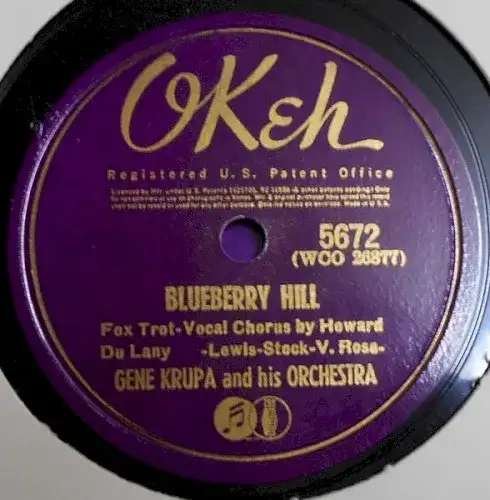 OKeh
Registered U.S. Patent Office
5672
(WCO 26877)
BLUEBERRY HILL
Fox Trot-Vocal Chorus by Howard
Du Lany -Lewis-Stock-V. Rose-
GENE KRUPA and his ORCHESTRA